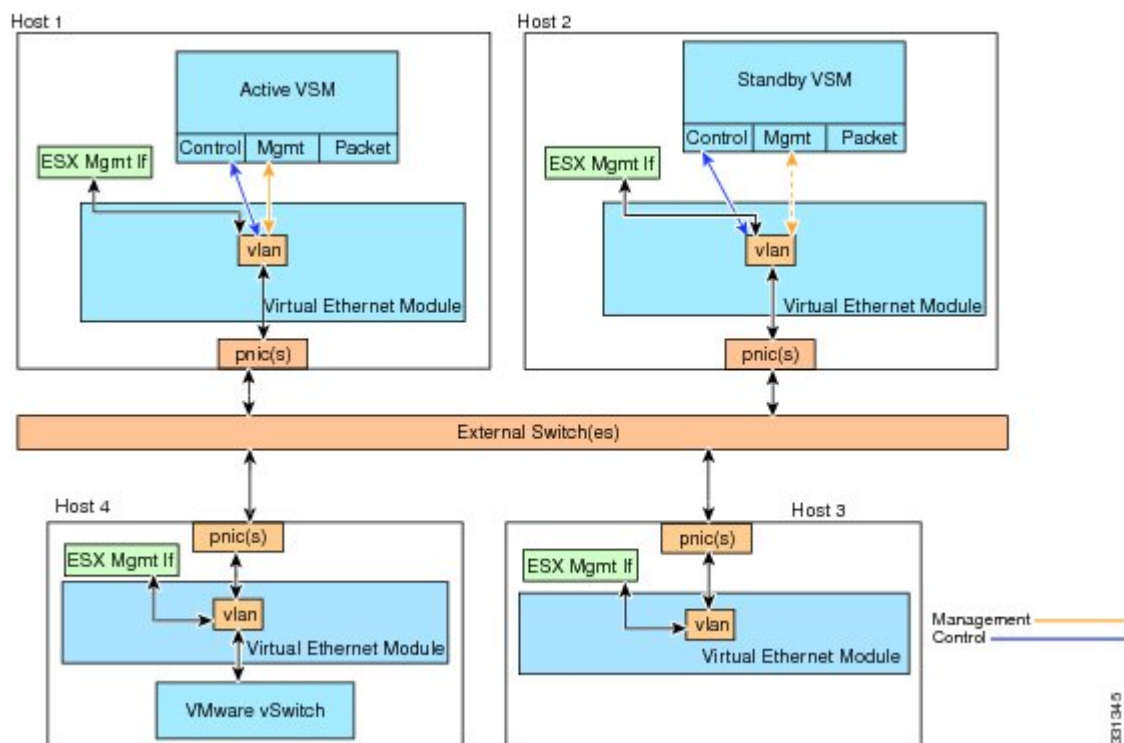 Host 1
Host 2
Active VSM
Control Mgmt Packet
ESX Mgmt If
vlan
Virtual Ethernet Module
pnic(s)
Standby VSM
Control Mgmt Packet
ESX Mgmt If
vlan
Virtual Ethernet Module
pnic(s)
External Switch(es)
Host 4
pnic(s)
ESX Mgmt If
vlan
Virtual Ethernet Module
VMware vSwitch
Host 3
pnic(s)
ESX Mgmt If
vlan
Virtual Ethernet Module
Management
Control
331345